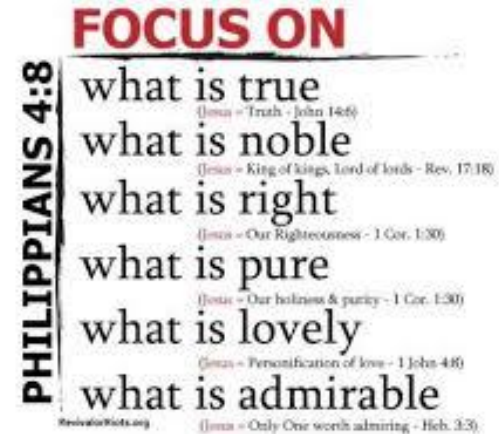 FOCUS ON
PHILIPPIANS 4:8
what is true
(Jesus = Truth - John 14:6)
what is noble
(Jesus = King of kings, Lord of lords - Rev. 17:18)
what is right
(Jesus = Our Righteousness - 1 Cor. 1:30)
what is pure
(Jesus = Our holiness & purity - 1 Cor. 1:30)
what is lovely
(Jesus = Personification of love - 1 John 4:8)
what is admirable
(Jesus = Only One worth admiring - Heb. 3:3)
RevivalorRiots.org